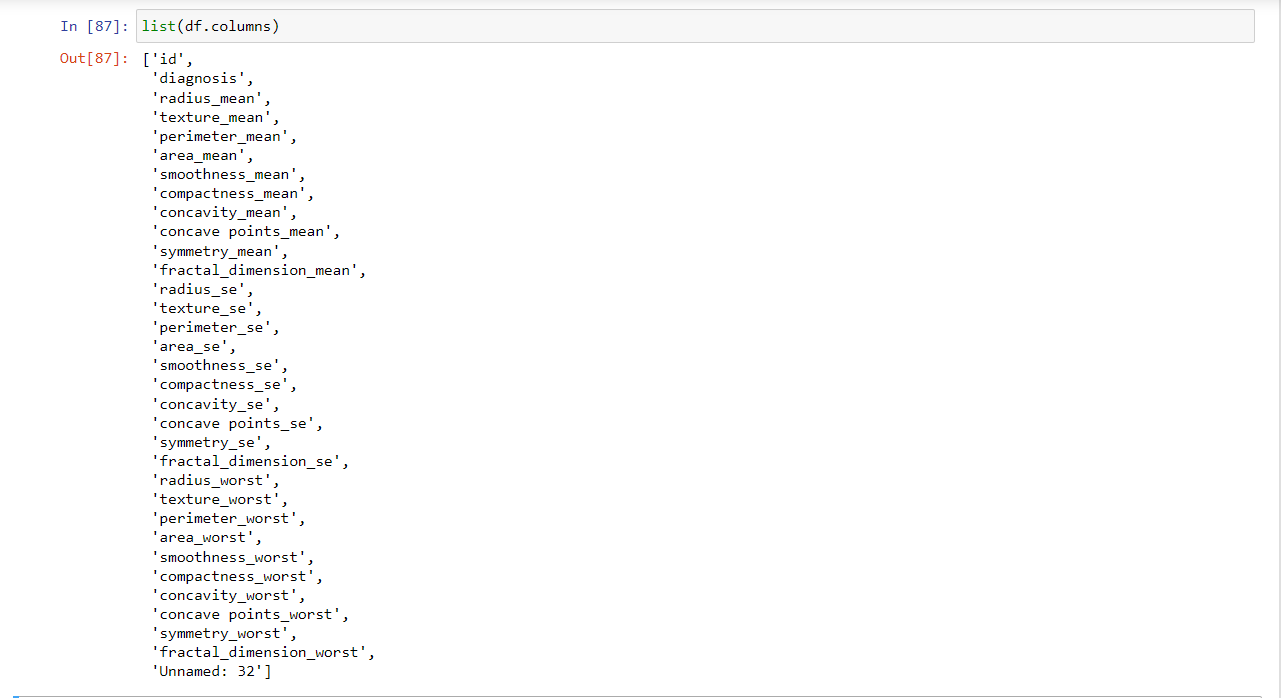 In [87]: list(df.columns)
Out[87]: ['id',
'diagnosis',
'radius_mean',
'texture_mean',
'perimeter_mean',
'area_mean',
'smoothness_mean',
'compactness_mean',
'concavity_mean',
'concave points_mean',
'symmetry_mean',
'fractal_dimension_mean',
'radius_se',
'texture_se',
'perimeter_se',
'area_se',
'smoothness_se',
'compactness_se',
'concavity_se',
'concave points_se',
'symmetry_se',
'fractal_dimension_se',
'radius_worst',
'texture_worst',
'perimeter_worst',
'area_worst',
'smoothness_worst',
'compactness_worst',
'concavity_worst',
'concave points_worst',
'symmetry_worst',
'fractal_dimension_worst',
'Unnamed: 32']